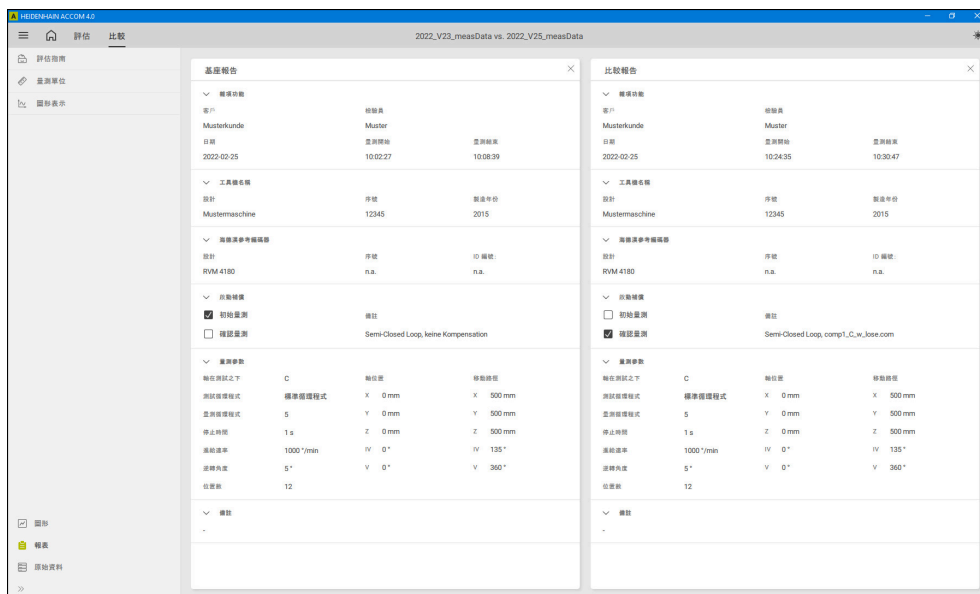 HEIDENHAIN ACCOM 4.0
評估 比較 2022_V23_measData vs. 2022_V25_measData
評估指南
量測單位
圖形表示
圖形
報表
原始資料
基座報告
雜項功能
客戶 檢驗員
Musterkunde Muster
日期 量測開始 量測結束
2022-02-25 10:02:27 10:08:39
工具機名稱
設計 序號 製造年份
Mustermaschine 12345 2015
海德漢參考編碼器
設計 序號 ID 編號:
RVM 4180 n.a. n.a.
啟動補償
初始量測 備註
確認量測 Semi-Closed Loop, keine Kompensation
量測參數
軸在測試之下 C 軸位置 移動路徑
測試循環程式 標準循環程式 X 0 mm X 500 mm
量測循環程式 5 Y 0 mm Y 500 mm
停止時間 1 s Z 0 mm Z 500 mm
進給速率 1000 °/min IV 0 ° IV 135 °
逆轉角度 5 ° V 0 ° V 360 °
位置數 12
備註
-
比較報告
雜項功能
客戶 檢驗員
Musterkunde Muster
日期 量測開始 量測結束
2022-02-25 10:24:35 10:30:47
工具機名稱
設計 序號 製造年份
Mustermaschine 12345 2015
海德漢參考編碼器
設計 序號 ID 編號:
RVM 4180 n.a. n.a.
啟動補償
初始量測 備註
確認量測 Semi-Closed Loop, comp1_C_w_lose.com
量測參數
軸在測試之下 C 軸位置 移動路徑
測試循環程式 標準循環程式 X 0 mm X 500 mm
量測循環程式 5 Y 0 mm Y 500 mm
停止時間 1 s Z 0 mm Z 500 mm
進給速率 1000 °/min IV 0 ° IV 135 °
逆轉角度 5 ° V 0 ° V 360 °
位置數 12
備註
-